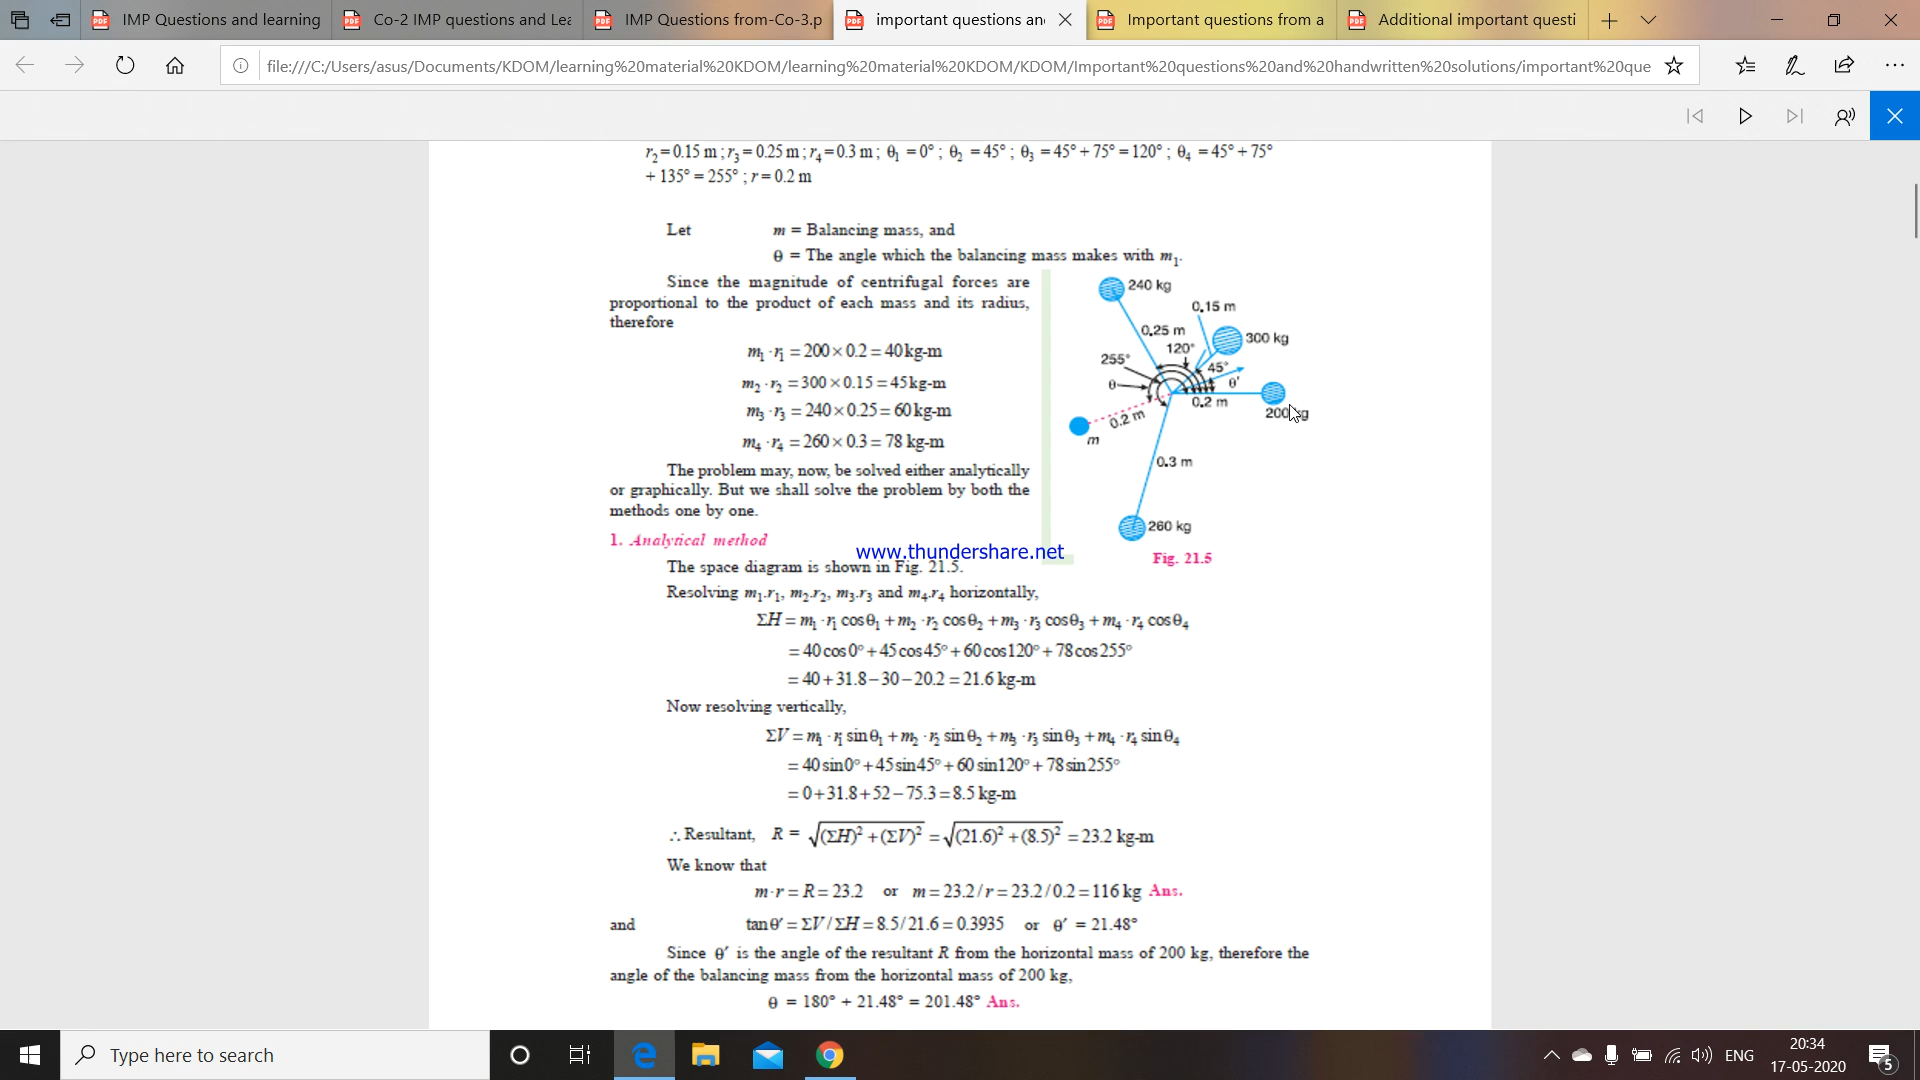 IMP Questions and learning
Co-2 IMP questions and Lea
IMP Questions from-Co-3.p
important questions and
Important questions from a
Additional important questi
file:///C:/Users/asus/Documents/KDOM/learning%20material%20KDOM/learning%20material%20KDOM/KDOM/Important%20questions%20and%20handwritten%20solutions/important%20que
r₂ = 0.15 m ; r₃ = 0.25 m ; r₄ = 0.3 m ; θ₁ = 0° ; θ₂ = 45° ; θ₃ = 45° + 75° = 120° ; θ₄ = 45° + 75°
+ 135° = 255° ; r = 0.2 m
Let m = Balancing mass, and
θ = The angle which the balancing mass makes with m₁.
Since the magnitude of centrifugal forces are
proportional to the product of each mass and its radius,
therefore
m₁ · r₁ = 200 × 0.2 = 40 kg-m
m₂ · r₂ = 300 × 0.15 = 45 kg-m
m₃ · r₃ = 240 × 0.25 = 60 kg-m
m₄ · r₄ = 260 × 0.3 = 78 kg-m
The problem may, now, be solved either analytically
or graphically. But we shall solve the problem by both the
methods one by one.
240 kg
0.15 m
0.25 m
300 kg
120°
255°
45°
θ
θ′
0.2 m
200 kg
0.2 m
m
0.3 m
260 kg
Fig. 21.5
1. Analytical method
www.thundershare.net
The space diagram is shown in Fig. 21.5.
Resolving m₁.r₁, m₂.r₂, m₃.r₃ and m₄.r₄ horizontally,
ΣH = m₁ · r₁ cos θ₁ + m₂ · r₂ cos θ₂ + m₃ · r₃ cos θ₃ + m₄ · r₄ cos θ₄
= 40 cos 0° + 45 cos 45° + 60 cos 120° + 78 cos 255°
= 40 + 31.8 – 30 – 20.2 = 21.6 kg-m
Now resolving vertically,
ΣV = m₁ · r₁ sin θ₁ + m₂ · r₂ sin θ₂ + m₃ · r₃ sin θ₃ + m₄ · r₄ sin θ₄
= 40 sin 0° + 45 sin 45° + 60 sin 120° + 78 sin 255°
= 0 + 31.8 + 52 – 75.3 = 8.5 kg-m
∴ Resultant, R = √(ΣH)² + (ΣV)² = √(21.6)² + (8.5)² = 23.2 kg-m
We know that
m · r = R = 23.2 or m = 23.2 / r = 23.2 / 0.2 = 116 kg Ans.
and tan θ′ = ΣV / ΣH = 8.5 / 21.6 = 0.3935 or θ′ = 21.48°
Since θ′ is the angle of the resultant R from the horizontal mass of 200 kg, therefore the
angle of the balancing mass from the horizontal mass of 200 kg,
θ = 180° + 21.48° = 201.48° Ans.
Type here to search
ENG
20:34
17-05-2020
5